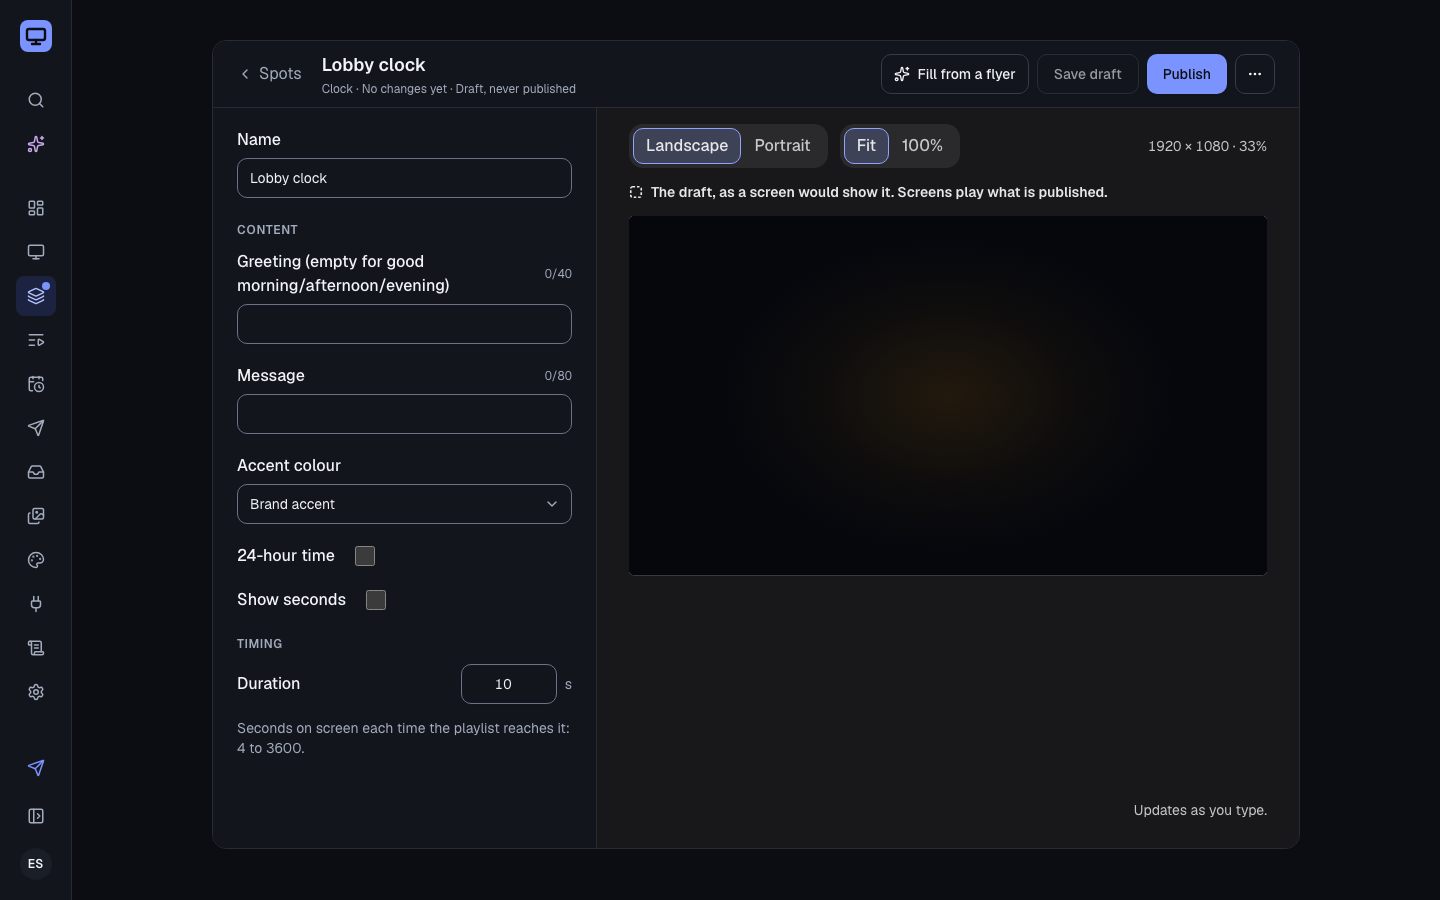 Spots
Lobby clock
Clock · No changes yet · Draft, never published
Fill from a flyer
Save draft
Publish
Name
Lobby clock
CONTENT
Greeting (empty for good
morning/afternoon/evening)
0/40
Message
0/80
Accent colour
Brand accent
24-hour time
Show seconds
TIMING
Duration
10
s
Seconds on screen each time the playlist reaches it:
4 to 3600.
Landscape
Portrait
Fit
100%
1920 × 1080 · 33%
The draft, as a screen would show it. Screens play what is published.
Updates as you type.
ES